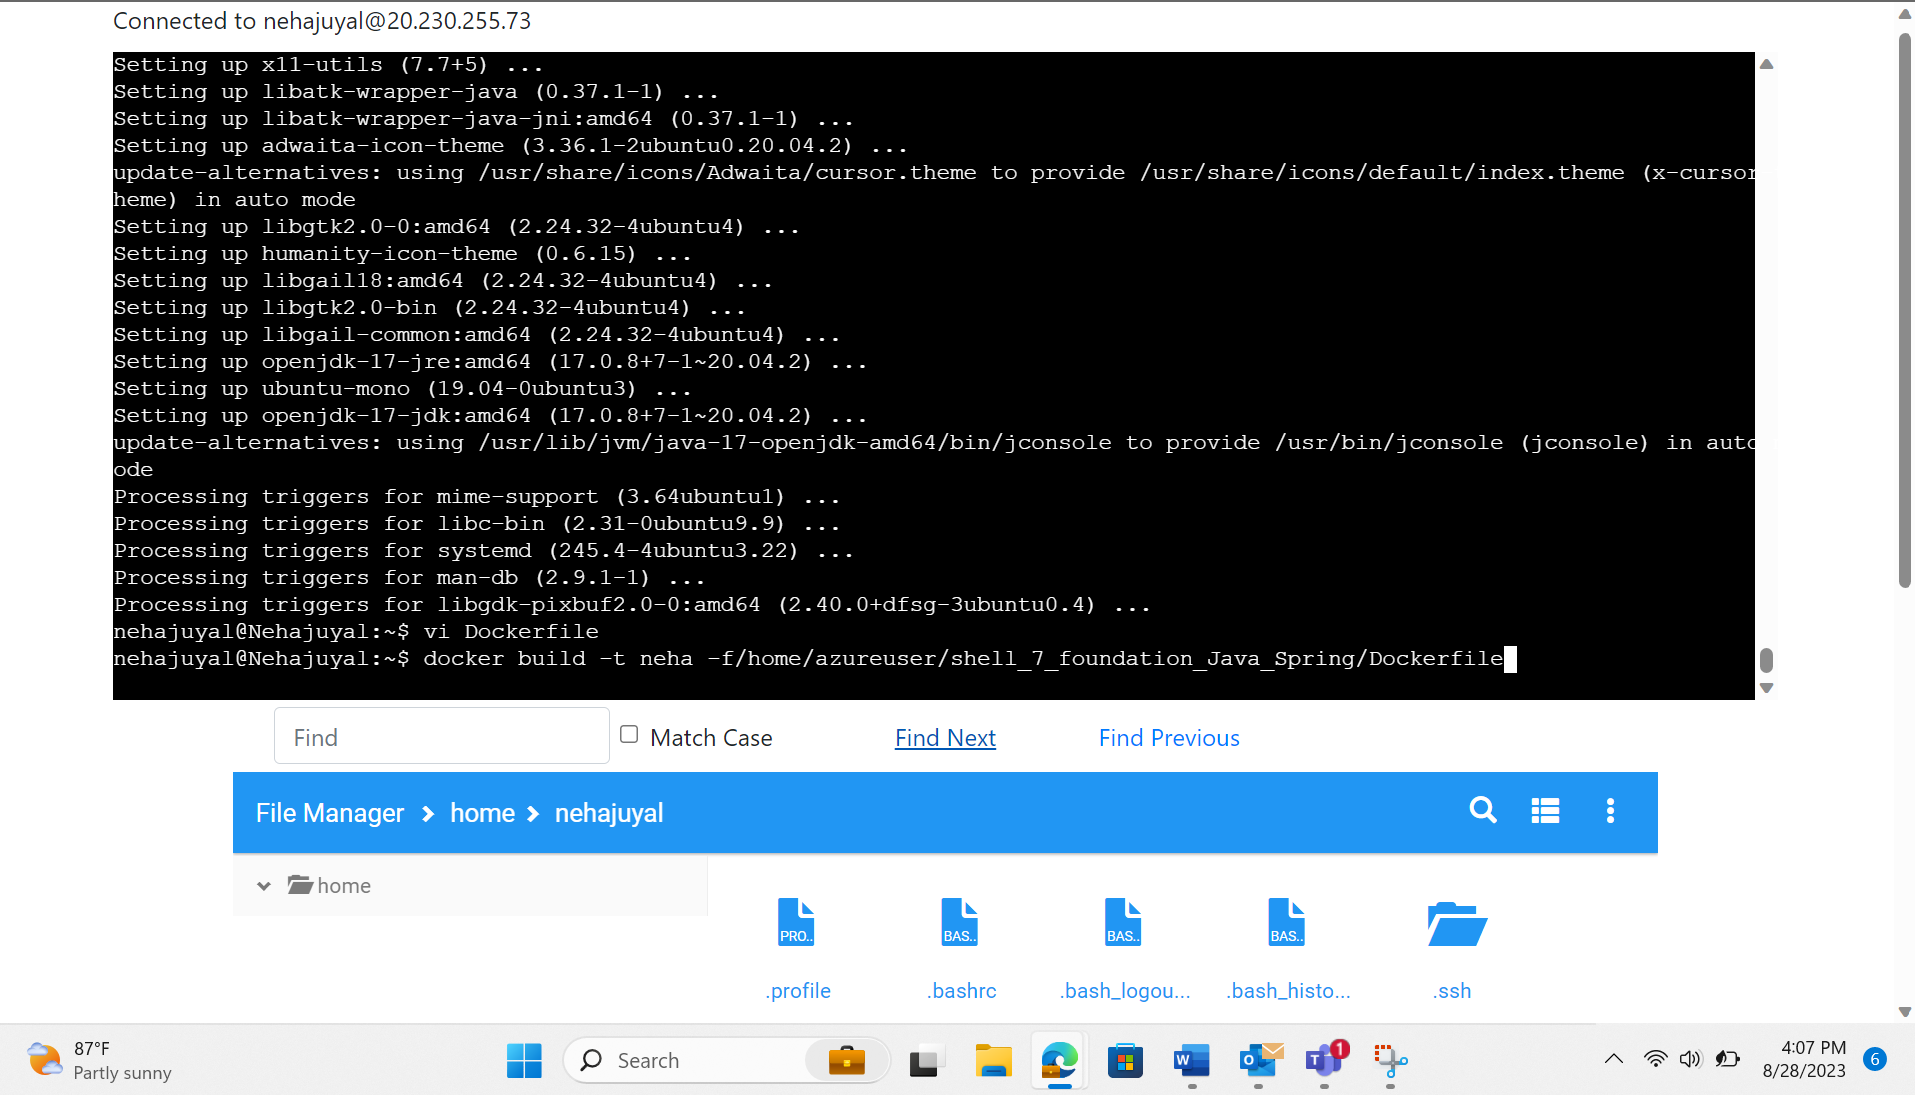 Connected to nehajuyal@20.230.255.73
Setting up x11-utils (7.7+5) ...
Setting up libatk-wrapper-java (0.37.1-1) ...
Setting up libatk-wrapper-java-jni:amd64 (0.37.1-1) ...
Setting up adwaita-icon-theme (3.36.1-2ubuntu0.20.04.2) ...
update-alternatives: using /usr/share/icons/Adwaita/cursor.theme to provide /usr/share/icons/default/index.theme (x-cursor
heme) in auto mode
Setting up libgtk2.0-0:amd64 (2.24.32-4ubuntu4) ...
Setting up humanity-icon-theme (0.6.15) ...
Setting up libgail18:amd64 (2.24.32-4ubuntu4) ...
Setting up libgtk2.0-bin (2.24.32-4ubuntu4) ...
Setting up libgail-common:amd64 (2.24.32-4ubuntu4) ...
Setting up openjdk-17-jre:amd64 (17.0.8+7-1~20.04.2) ...
Setting up ubuntu-mono (19.04-0ubuntu3) ...
Setting up openjdk-17-jdk:amd64 (17.0.8+7-1~20.04.2) ...
update-alternatives: using /usr/lib/jvm/java-17-openjdk-amd64/bin/jconsole to provide /usr/bin/jconsole (jconsole) in auto
ode
Processing triggers for mime-support (3.64ubuntu1) ...
Processing triggers for libc-bin (2.31-0ubuntu9.9) ...
Processing triggers for systemd (245.4-4ubuntu3.22) ...
Processing triggers for man-db (2.9.1-1) ...
Processing triggers for libgdk-pixbuf2.0-0:amd64 (2.40.0+dfsg-3ubuntu0.4) ...
nehajuyal@Nehajuyal:~$ vi Dockerfile
nehajuyal@Nehajuyal:~$ docker build -t neha -f/home/azureuser/shell_7_foundation_Java_Spring/Dockerfile
Find Match Case Find Next Find Previous
File Manager home nehajuyal
home
PRO.. BAS.. BAS.. BAS..
.profile .bashrc .bash_logou... .bash_histo... .ssh
87°F
Partly sunny
Search
W O T 1
4:07 PM
8/28/2023
6